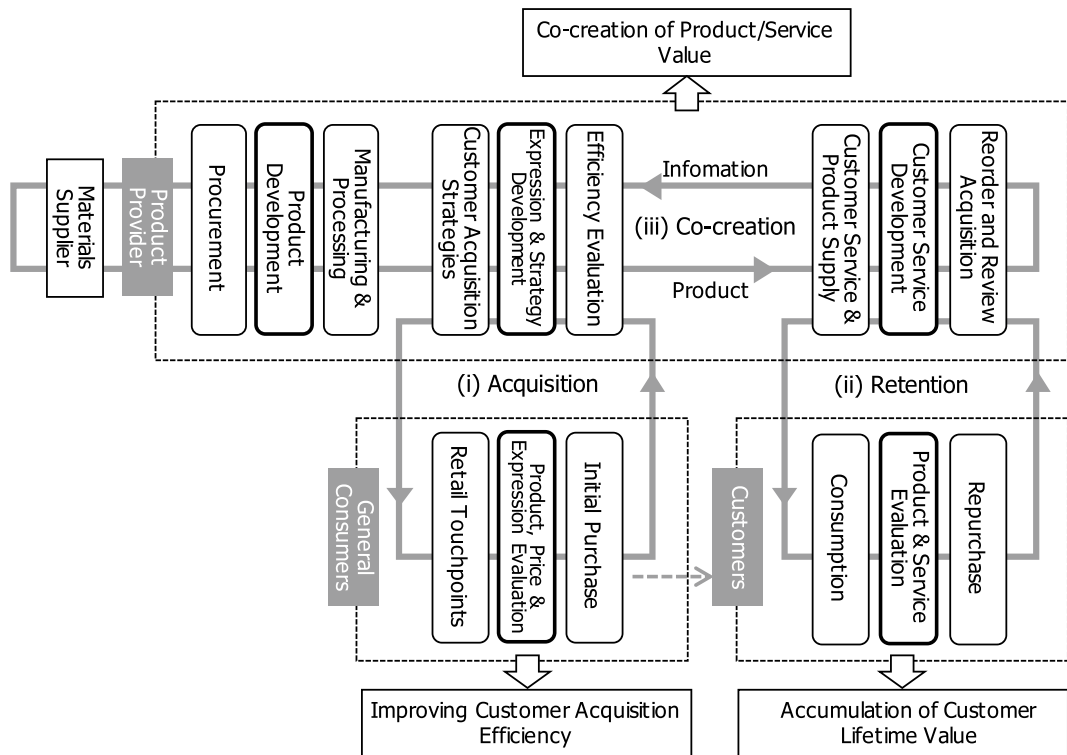 Co-creation of Product/Service
Value
Materials
Supplier
Product
Provider
Procurement
Product
Development
Manufacturing &
Processing
Customer Acquisition
Strategies
Expression & Strategy
Development
Efficiency Evaluation
Infomation
(iii) Co-creation
Product
Customer Service &
Product Supply
Customer Service
Development
Reorder and Review
Acquisition
(i) Acquisition
(ii) Retention
General
Consumers
Retail Touchpoints
Product, Price &
Expression Evaluation
Initial Purchase
Customers
Consumption
Product & Service
Evaluation
Repurchase
Improving Customer Acquisition
Efficiency
Accumulation of Customer
Lifetime Value